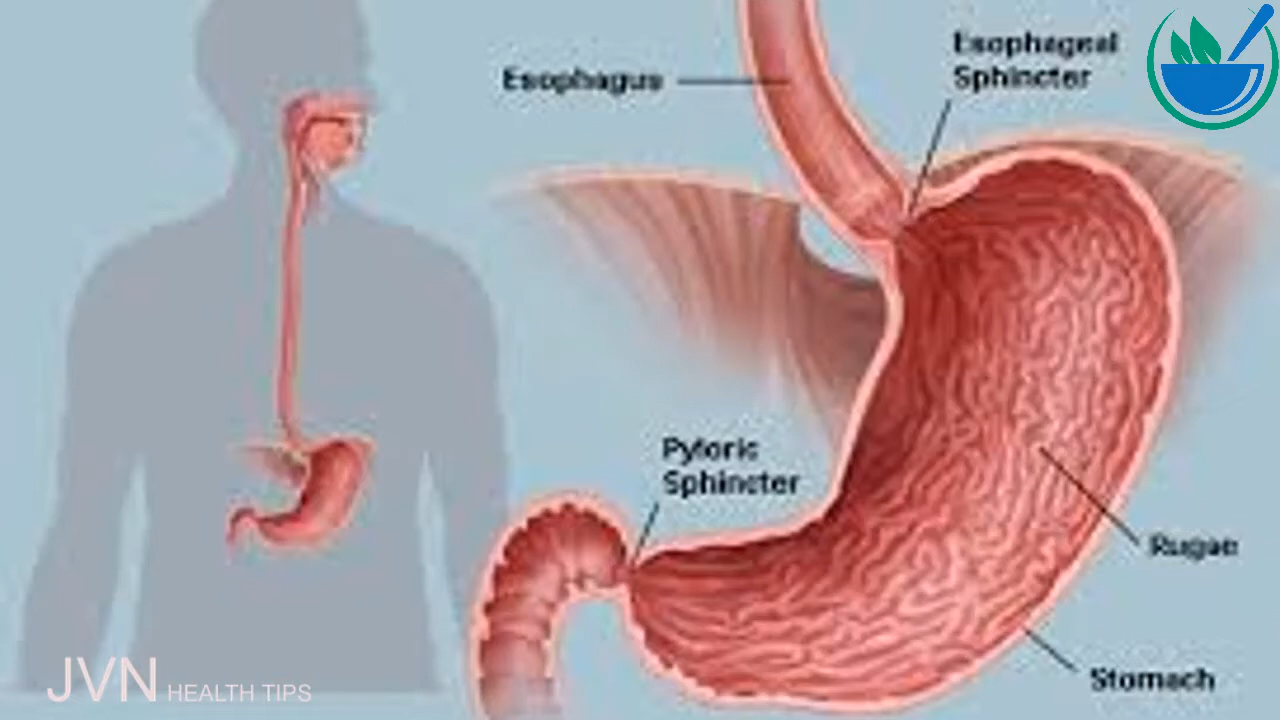 Esophageal
Sphincter
Esophagus
Pyloric
Sphincter
Rugae
Stomach
JVN HEALTH TIPS